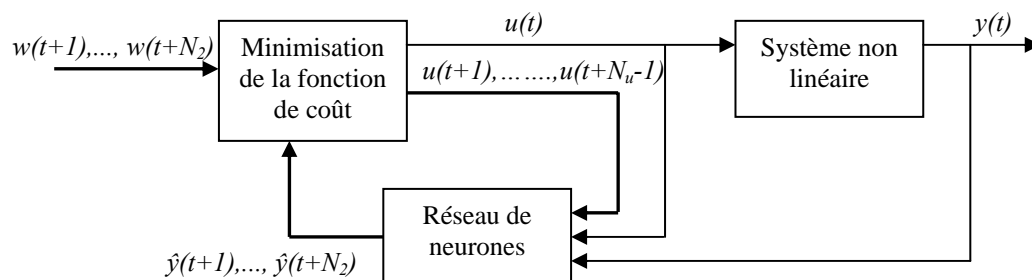 w(t+1),..., w(t+N₂)
Minimisation
de la fonction
de coût
u(t)
u(t+1),…….,u(t+Nᵤ-1)
Système non
linéaire
y(t)
Réseau de
neurones
ŷ(t+1),..., ŷ(t+N₂)